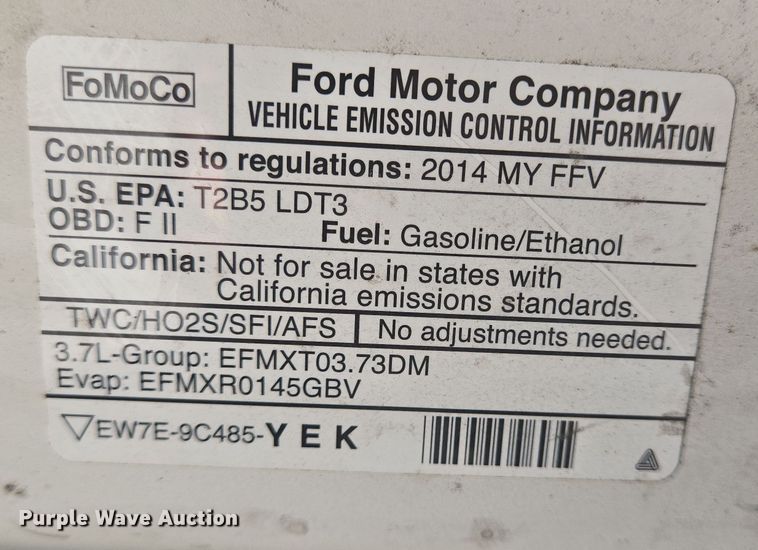 FoMoCo
Ford Motor Company
VEHICLE EMISSION CONTROL INFORMATION
Conforms to regulations: 2014 MY FFV
U.S. EPA: T2B5 LDT3
OBD: F II Fuel: Gasoline/Ethanol
California: Not for sale in states with
California emissions standards.
TWC/HO2S/SFI/AFS No adjustments needed.
3.7L-Group: EFMXT03.73DM
Evap: EFMXR0145GBV
EW7E-9C485-YEK
Purple Wave Auction